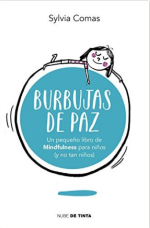 Sylvia Comas
BURBUJAS
DE PAZ
Un pequeño libro de
Mindfulness para niños
(y no tan niños)
NUBE DE TINTA